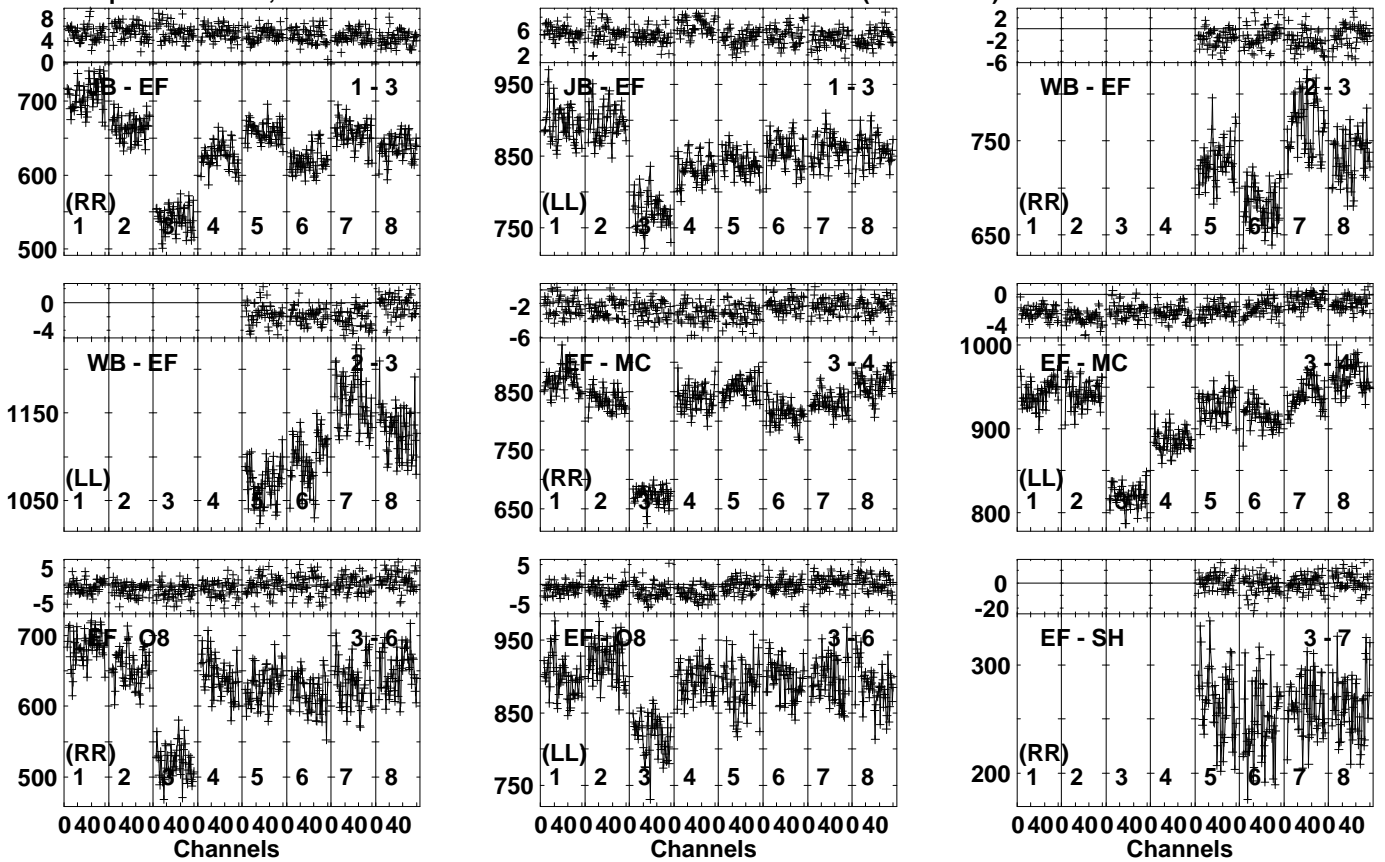 8
4
0
JB - EF 1 - 3
700
600
500
(RR)
1 2 3 4 5 6 7 8
6
2
JB - EF 1 - 3
950
850
750
(LL)
1 2 3 4 5 6 7 8
2
-2
-6
WB - EF 2 - 3
750
650
(RR)
1 2 3 4 5 6 7 8
0
-4
WB - EF 2 - 3
1150
1050
(LL)
1 2 3 4 5 6 7 8
-2
-6
EF - MC 3 - 4
850
750
650
(RR)
1 2 3 4 5 6 7 8
0
-4
1000
EF - MC 3 - 4
900
800
(LL)
1 2 3 4 5 6 7 8
5
-5
700
EF - O8 3 - 6
600
500
(RR)
1 2 3 4 5 6 7 8
0 40 0 40 0 40 0 40 0 40 0 40 0 40 0 40
Channels
5
-5
950
EF - O8 3 - 6
850
750
(LL)
1 2 3 4 5 6 7 8
0 40 0 40 0 40 0 40 0 40 0 40 0 40 0 40
Channels
0
-20
EF - SH 3 - 7
300
200
(RR)
1 2 3 4 5 6 7 8
0 40 0 40 0 40 0 40 0 40 0 40 0 40 0 40
Channels